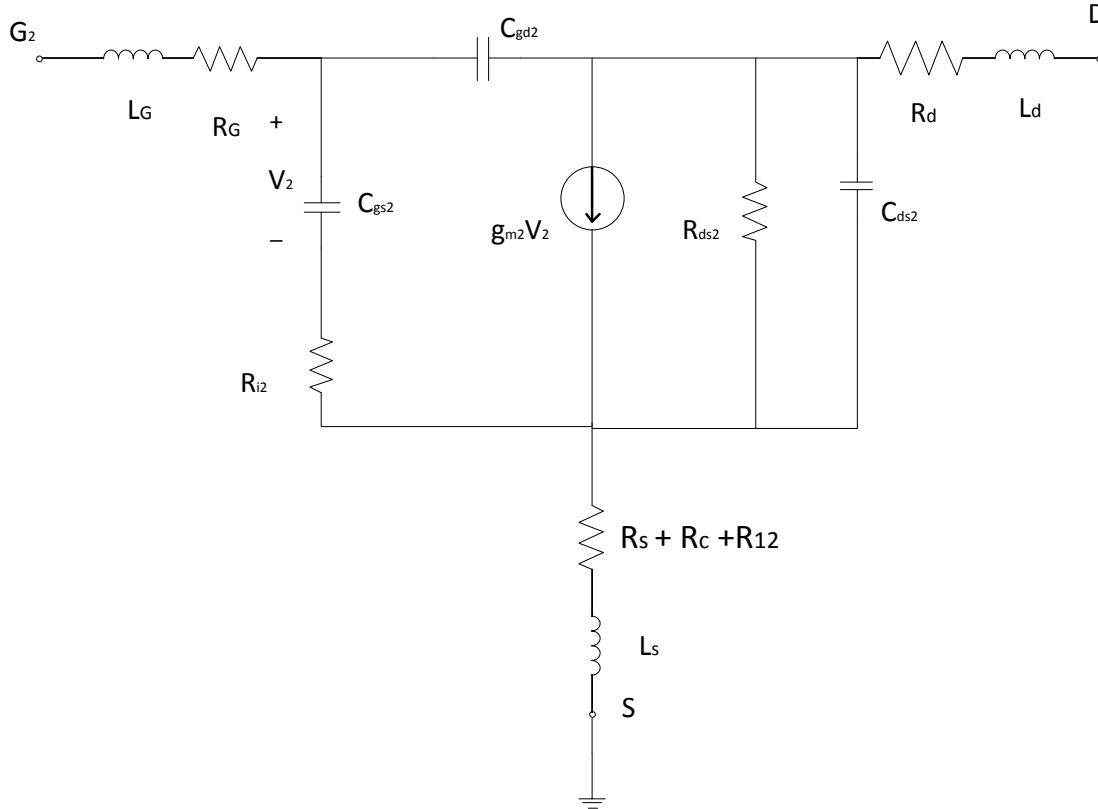 G2
D
Cgd2
LG
RG
+
V2
−
Cgs2
gm2V2
Rds2
Cds2
Rd
Ld
Ri2
Rs + Rc +R12
Ls
S